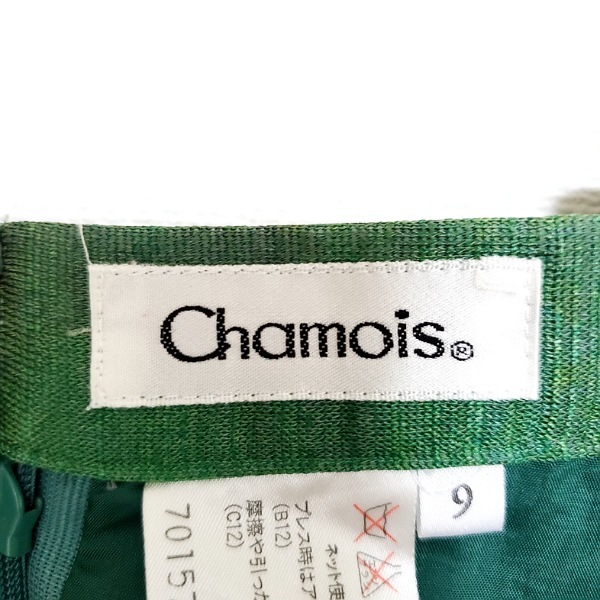 Chamois®
9
ネット使
プレス時はア
(B12)
摩擦や引っか
(C12)
7015